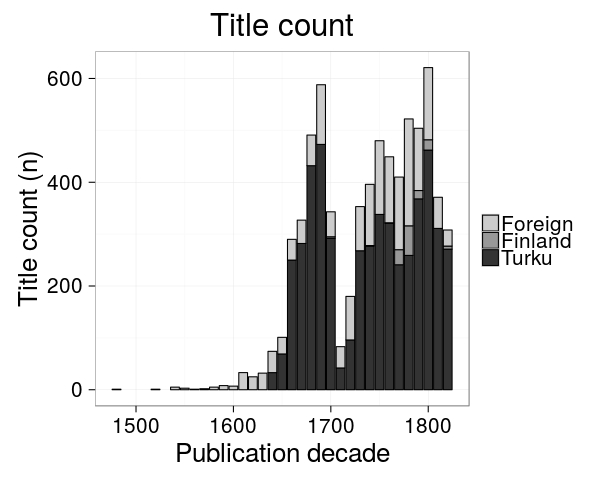 Title count
Title count (n)
600
400
200
0
1500 1600 1700 1800
Publication decade
Foreign
Finland
Turku